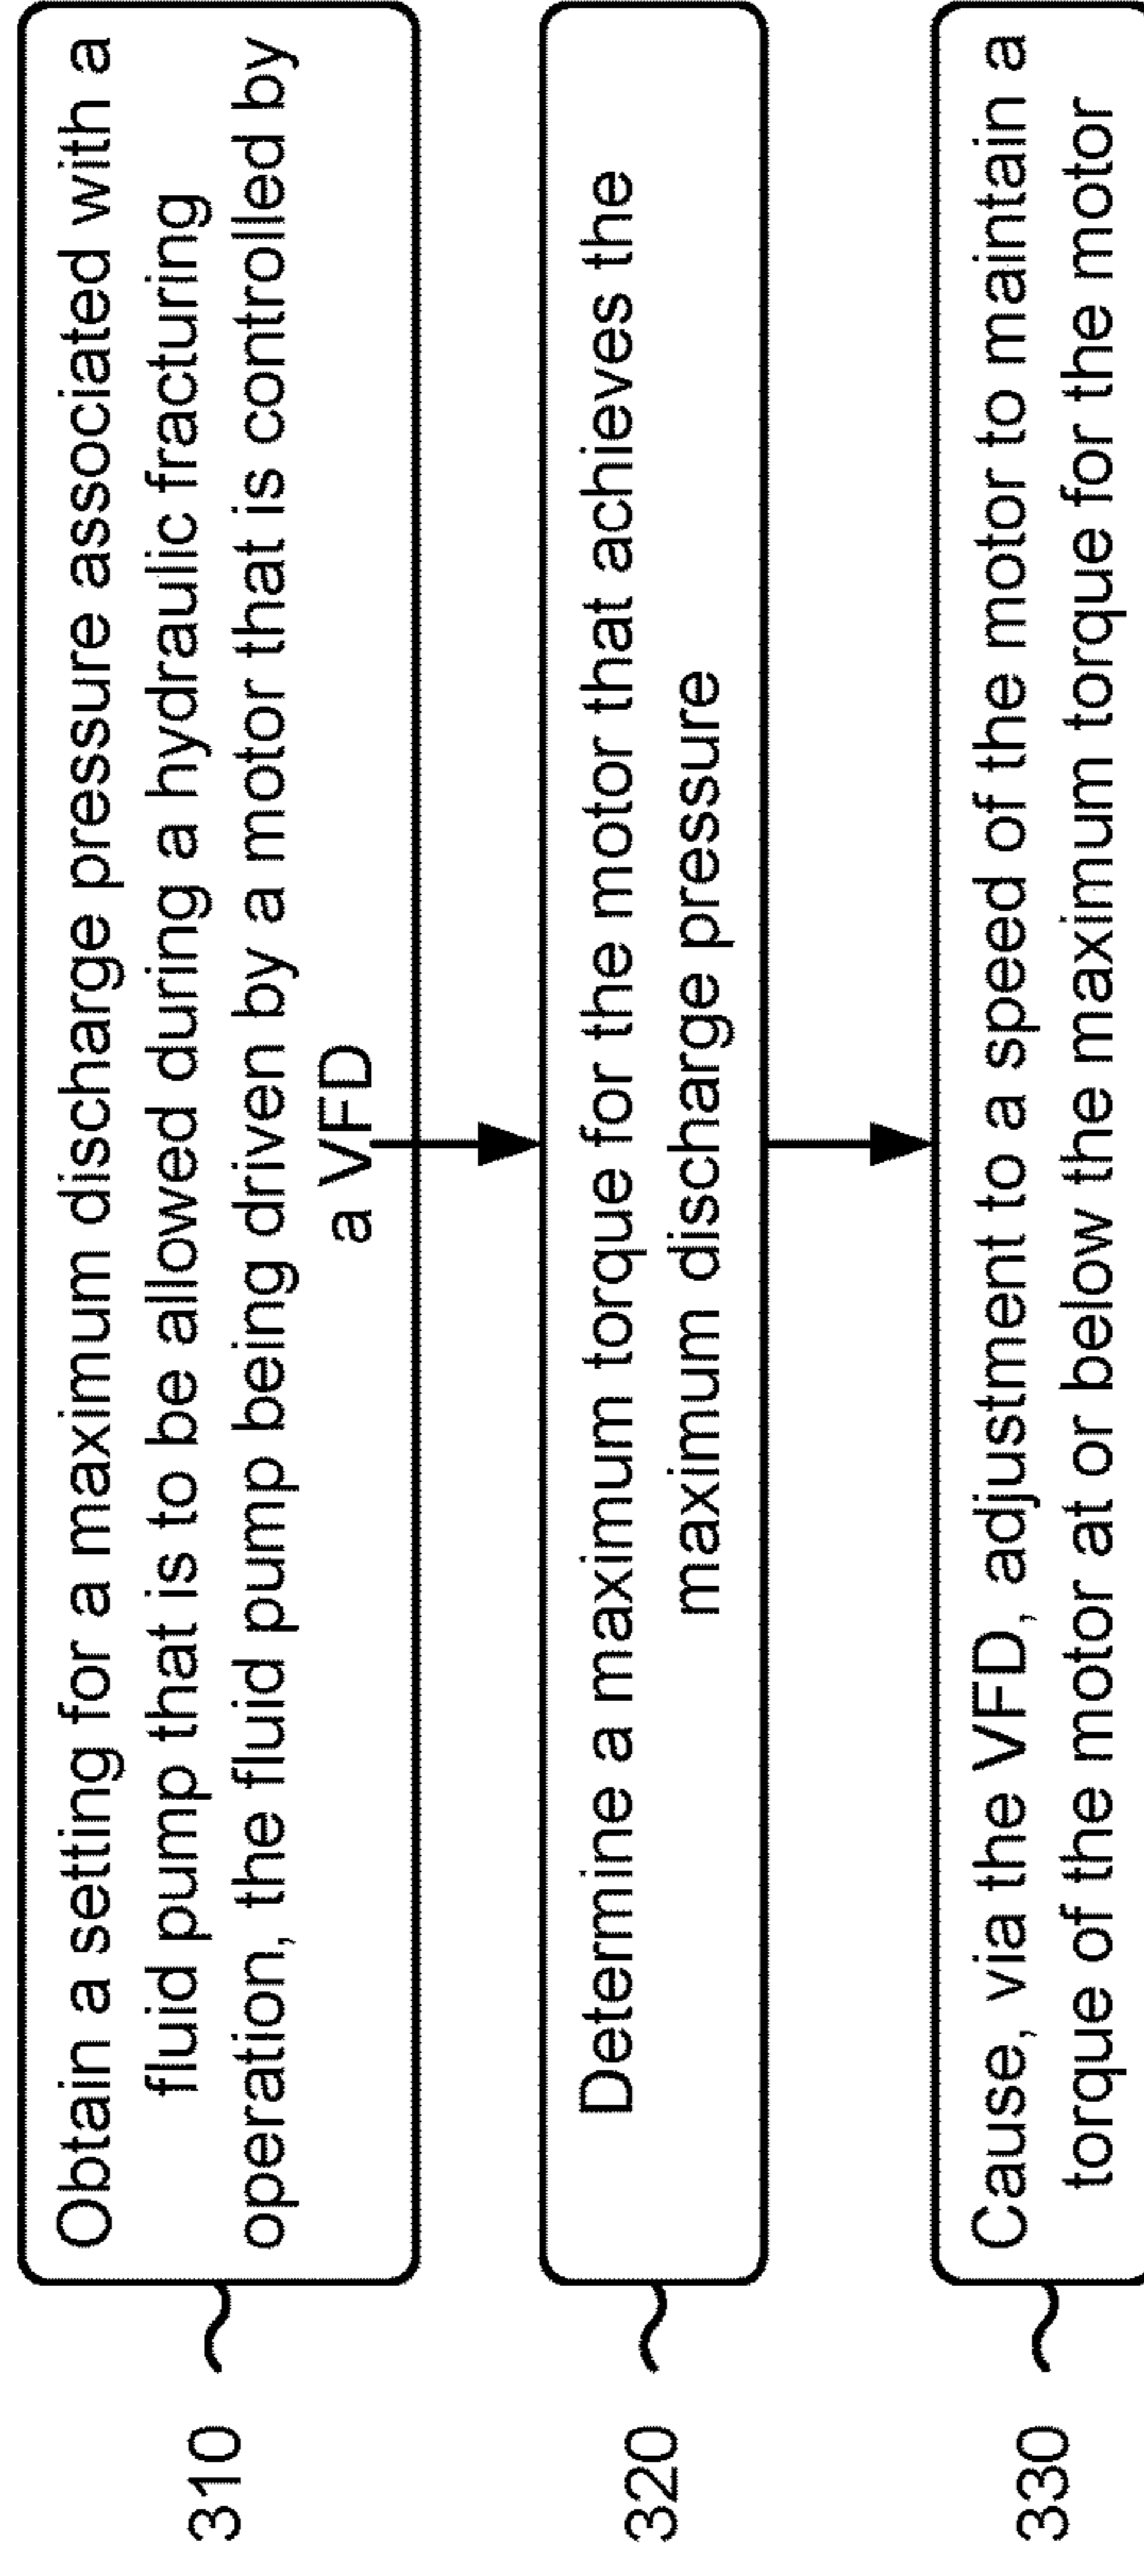 310
Obtain a setting for a maximum discharge pressure associated with a
fluid pump that is to be allowed during a hydraulic fracturing
operation, the fluid pump being driven by a motor that is controlled by
a VFD
320
Determine a maximum torque for the motor that achieves the
maximum discharge pressure
330
Cause, via the VFD, adjustment to a speed of the motor to maintain a
torque of the motor at or below the maximum torque for the motor